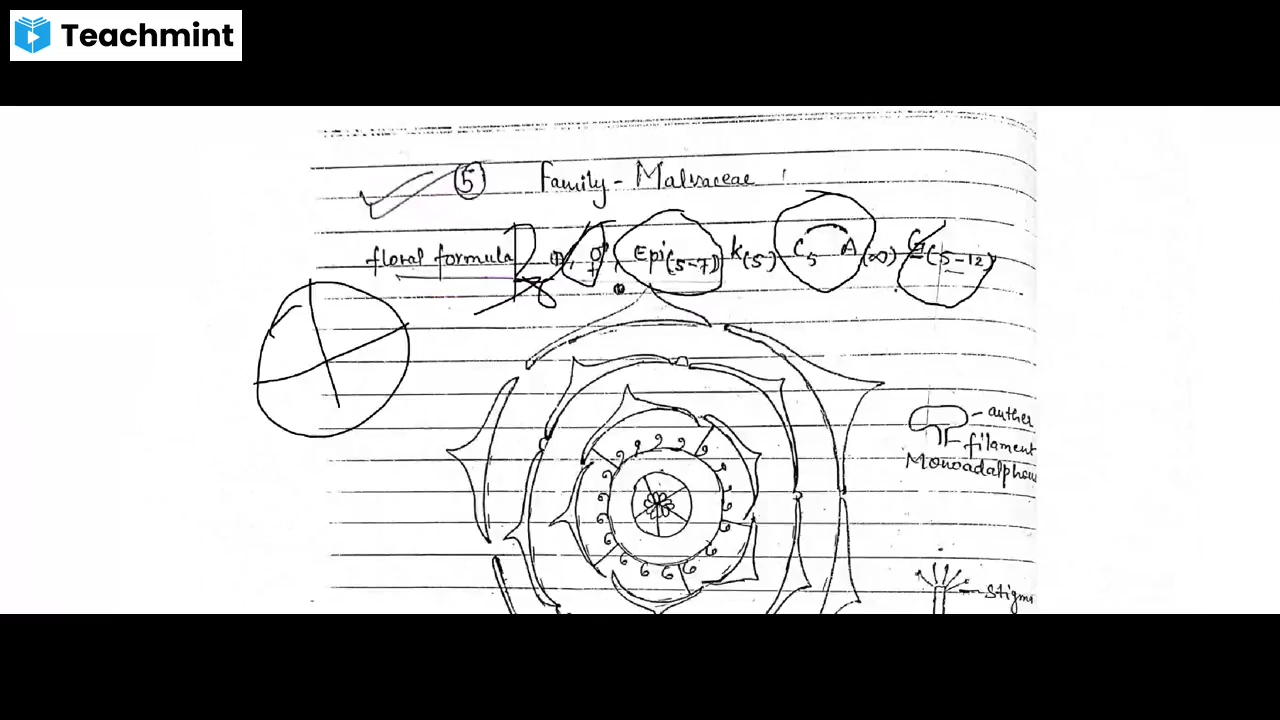 Teachmint
5 Family - Malvaceae
floral formula ⊕, ⚥, Epi(5-7) K(5) C5 A(∞) G(5-12)
- anther
filament
Monoadalphous
- Stigma